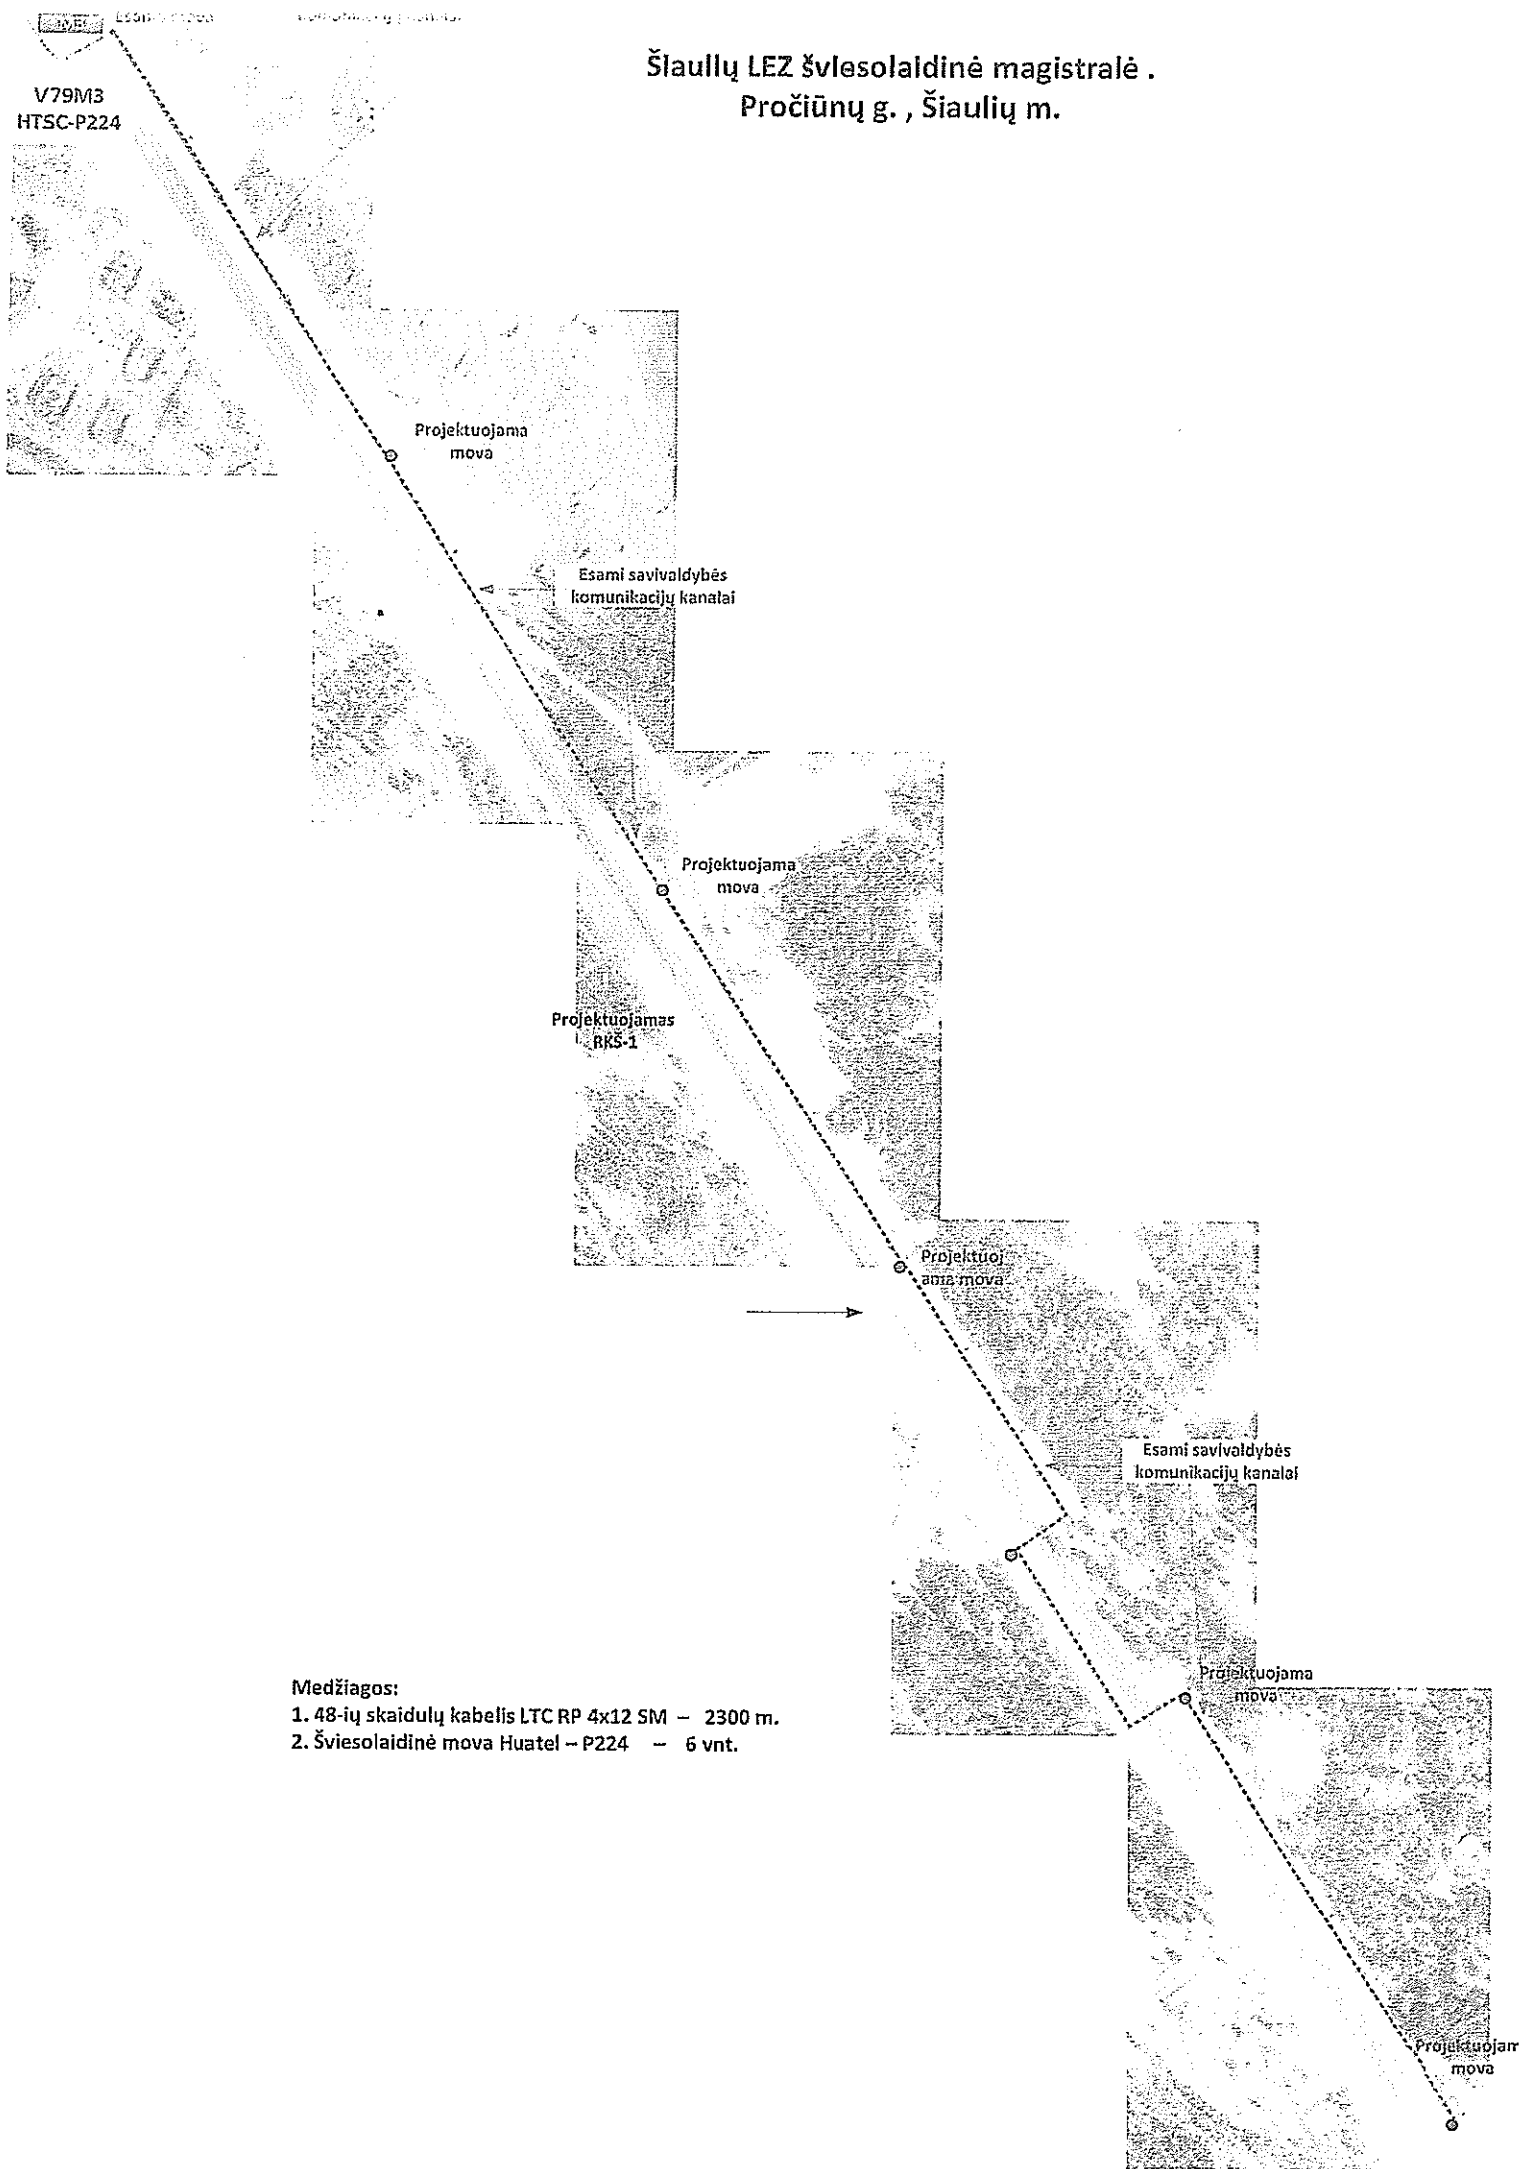 Šiaulių LEZ šviesolaidinė magistralė .
Pročiūnų g. , Šiaulių m.
V79M3
HTSC-P224
Projektuojama
mova
Esami savivaldybės
komunikacijų kanalai
Projektuojama
mova
Projektuojamas
RKŠ-1
Projektuoj
ama mova
Esami savivaldybės
komunikacijų kanalai
Projektuojama
mova
Medžiagos:
1. 48-ių skaidulų kabelis LTC RP 4x12 SM – 2300 m.
2. Šviesolaidinė mova Huatel – P224 – 6 vnt.
Projektuojam
mova